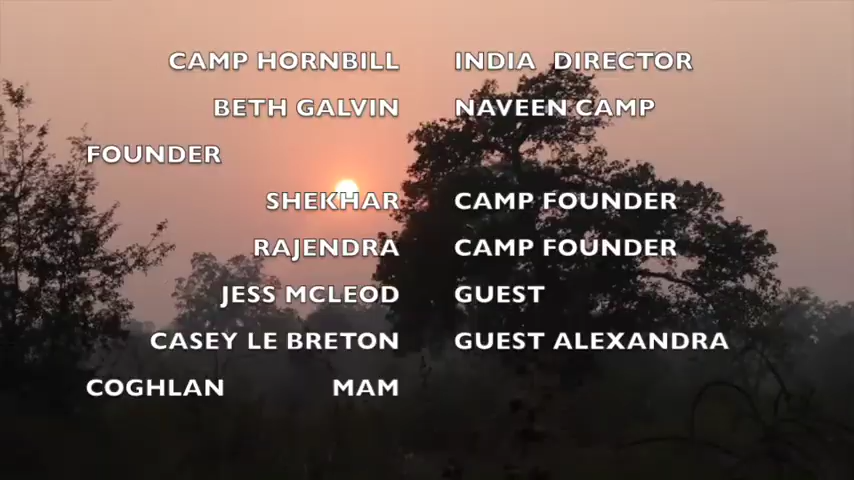 CAMP HORNBILL INDIA DIRECTOR
BETH GALVIN NAVEEN CAMP
FOUNDER
SHEKHAR CAMP FOUNDER
RAJENDRA CAMP FOUNDER
JESS MCLEOD GUEST
CASEY LE BRETON GUEST ALEXANDRA
COGHLAN MAM